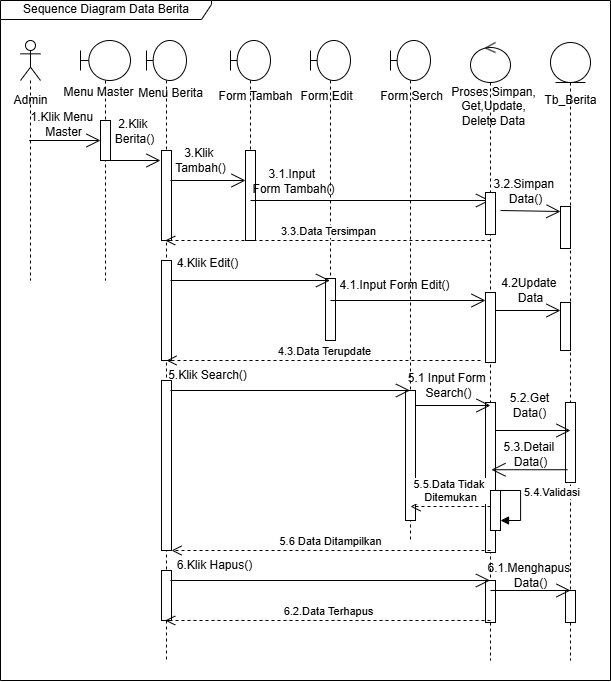 Sequence Diagram Data Berita
Admin
Menu Master
Menu Berita
Form Tambah
Form Edit
Form Serch
Proses Simpan,
Get,Update,
Delete Data
Tb_Berita
1.Klik Menu
Master
2.Klik
Berita()
3.Klik
Tambah()
3.1.Input
Form Tambah()
3.2.Simpan
Data()
3.3.Data Tersimpan
4.Klik Edit()
4.1.Input Form Edit()
4.2Update
Data
4.3.Data Terupdate
5.Klik Search()
5.1 Input Form
Search()
5.2.Get
Data()
5.3.Detail
Data()
5.5.Data Tidak
Ditemukan
5.4.Validasi
5.6 Data Ditampilkan
6.Klik Hapus()
6.1.Menghapus
Data()
6.2.Data Terhapus